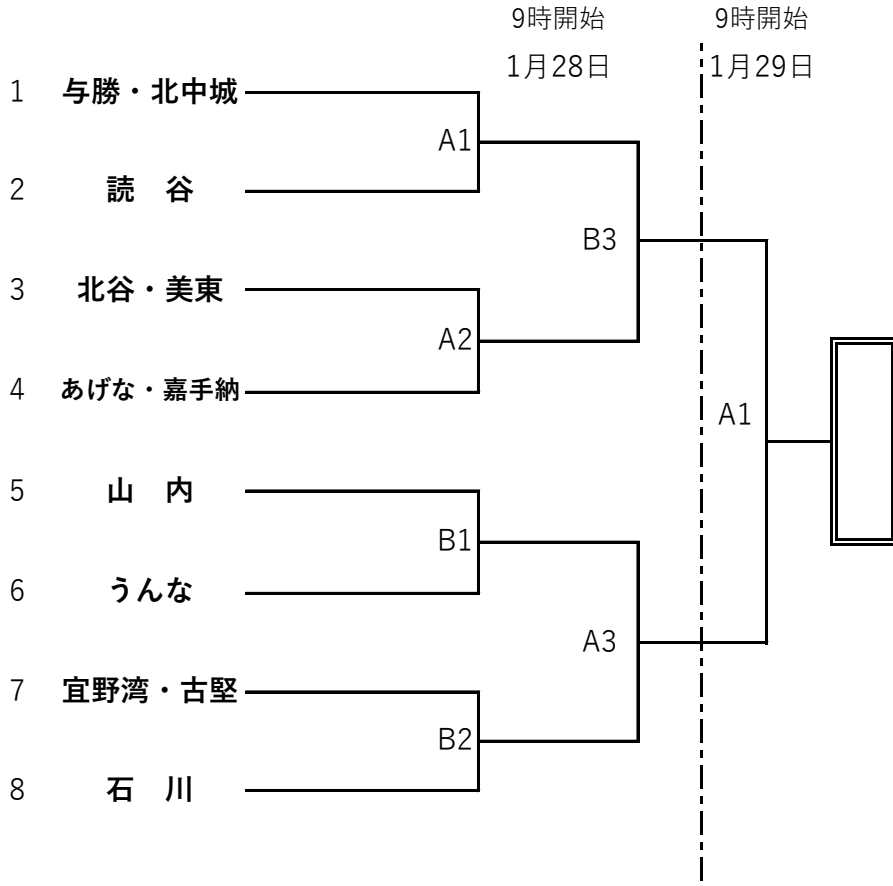 9時開始 9時開始
1月28日 1月29日
1 与勝・北中城
A1
2 読　谷
B3
3 北谷・美東
A2
4 あげな・嘉手納
A1
5 山　内
B1
6 うんな
A3
7 宜野湾・古堅
B2
8 石　川